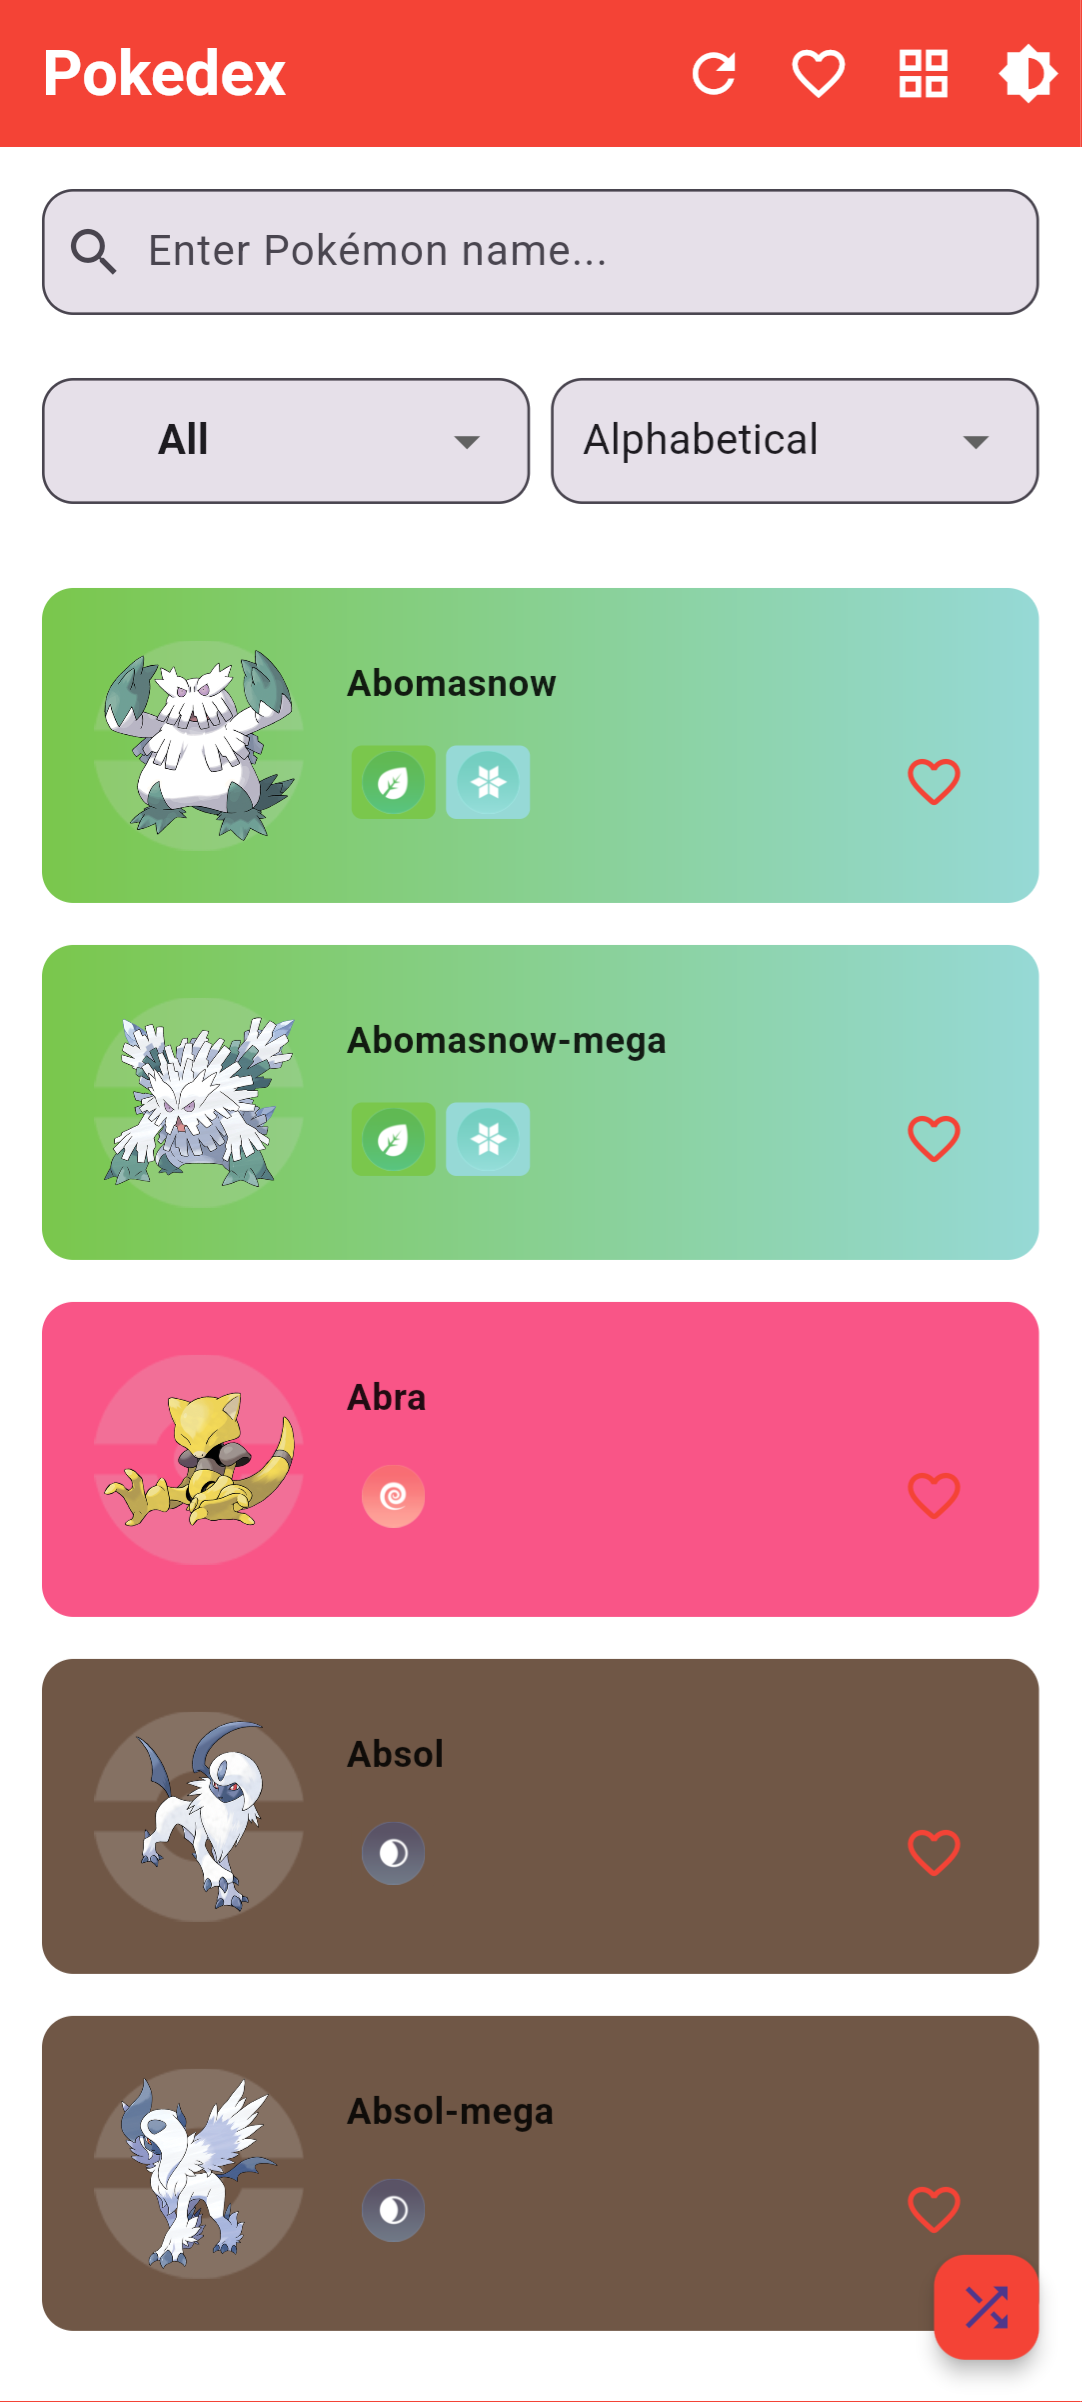 Pokedex
Enter Pokémon name...
All
Alphabetical
Abomasnow
Abomasnow-mega
Abra
Absol
Absol-mega